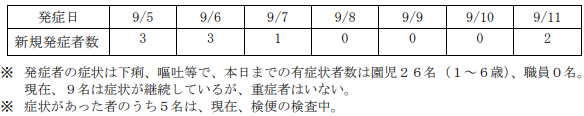 発症日 9/5 9/6 9/7 9/8 9/9 9/10 9/11
新規発症者数 3 3 1 0 0 0 2
※ 発症者の症状は下痢、嘔吐等で、本日までの有症状者数は園児２６名（１～６歳）、職員０名。
現在、９名は症状が継続しているが、重症者はいない。
※ 症状があった者のうち５名は、現在、検便の検査中。